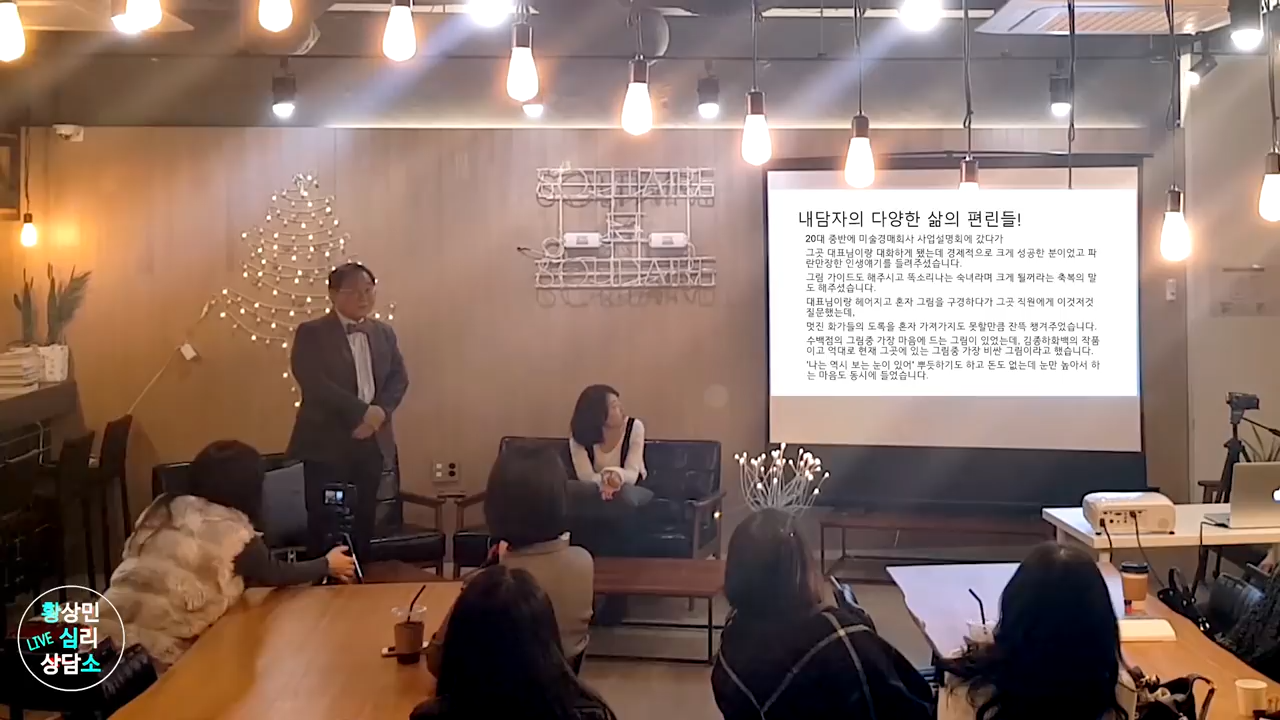 내담자의 다양한 삶의 편린들!
20대 중반에 미술경매회사 사업설명회에 갔다가
그곳 대표님이랑 대화하게 됐는데 경제적으로 크게 성공한 분이었고 파
란만장한 인생얘기를 들려주셨습니다.
그림 가이드도 해주시고 똑소리나는 숙녀라며 크게 될꺼라는 축복의 말
도 해주셨습니다.
대표님이랑 헤어지고 혼자 그림을 구경하다가 그곳 직원에게 이것저것
질문했는데,
멋진 화가들의 도록을 혼자 가져가지도 못할만큼 잔뜩 챙겨주었습니다.
수백점의 그림중 가장 마음에 드는 그림이 있었는데, 김종하화백의 작품
이고 억대로 현재 그곳에 있는 그림중 가장 비싼 그림이라고 했습니다.
'나는 역시 보는 눈이 있어' 뿌듯하기도 하고 돈도 없는데 눈만 높아서 하
는 마음도 동시에 들었습니다.
황상민
LIVE 심리
상담소